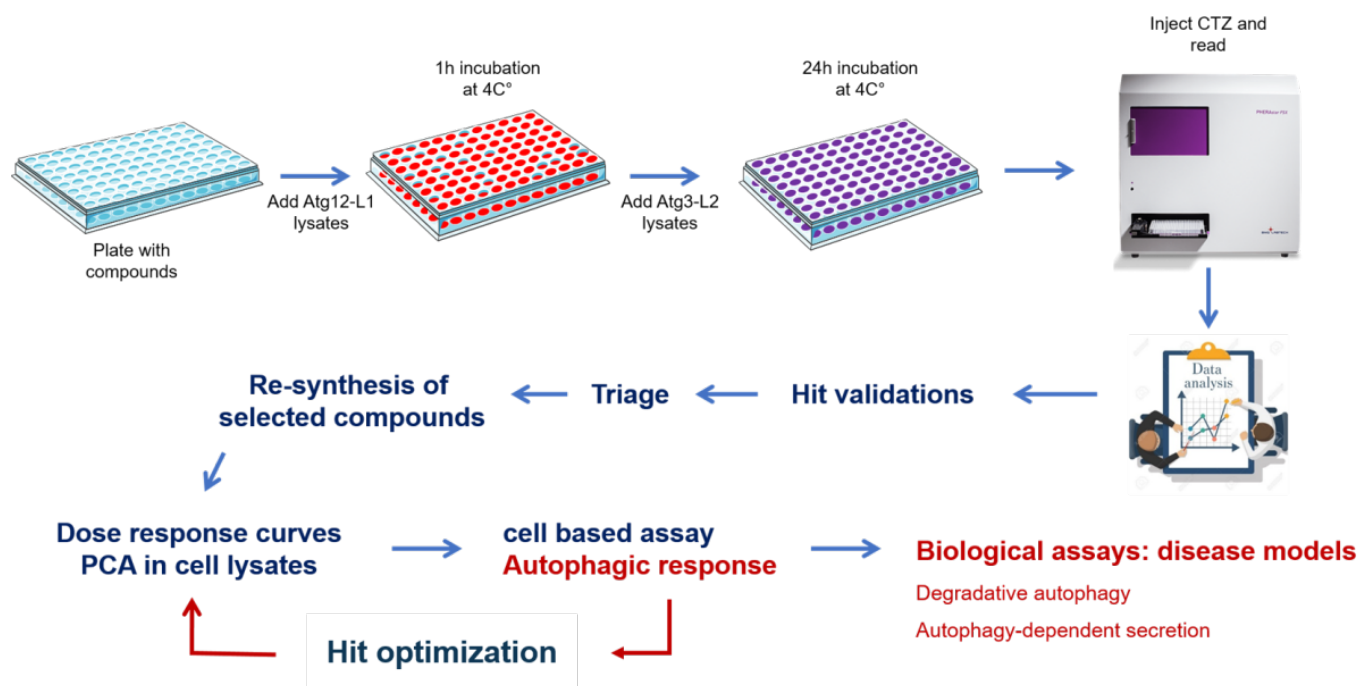 Inject CTZ and
read
1h incubation
at 4C°
24h incubation
at 4C°
Add Atg12-L1
lysates
Add Atg3-L2
lysates
Plate with
compounds
Data
analysis
Hit validations
Triage
Re-synthesis of
selected compounds
Dose response curves
PCA in cell lysates
cell based assay
Autophagic response
Biological assays: disease models
Degradative autophagy
Autophagy-dependent secretion
Hit optimization